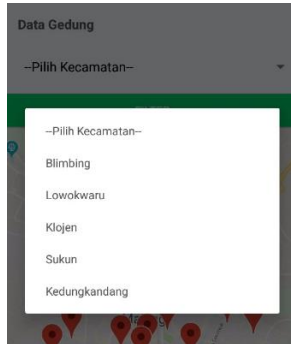 Data Gedung
--Pilih Kecamatan--
--Pilih Kecamatan--
Blimbing
Lowokwaru
Klojen
Sukun
Kedungkandang